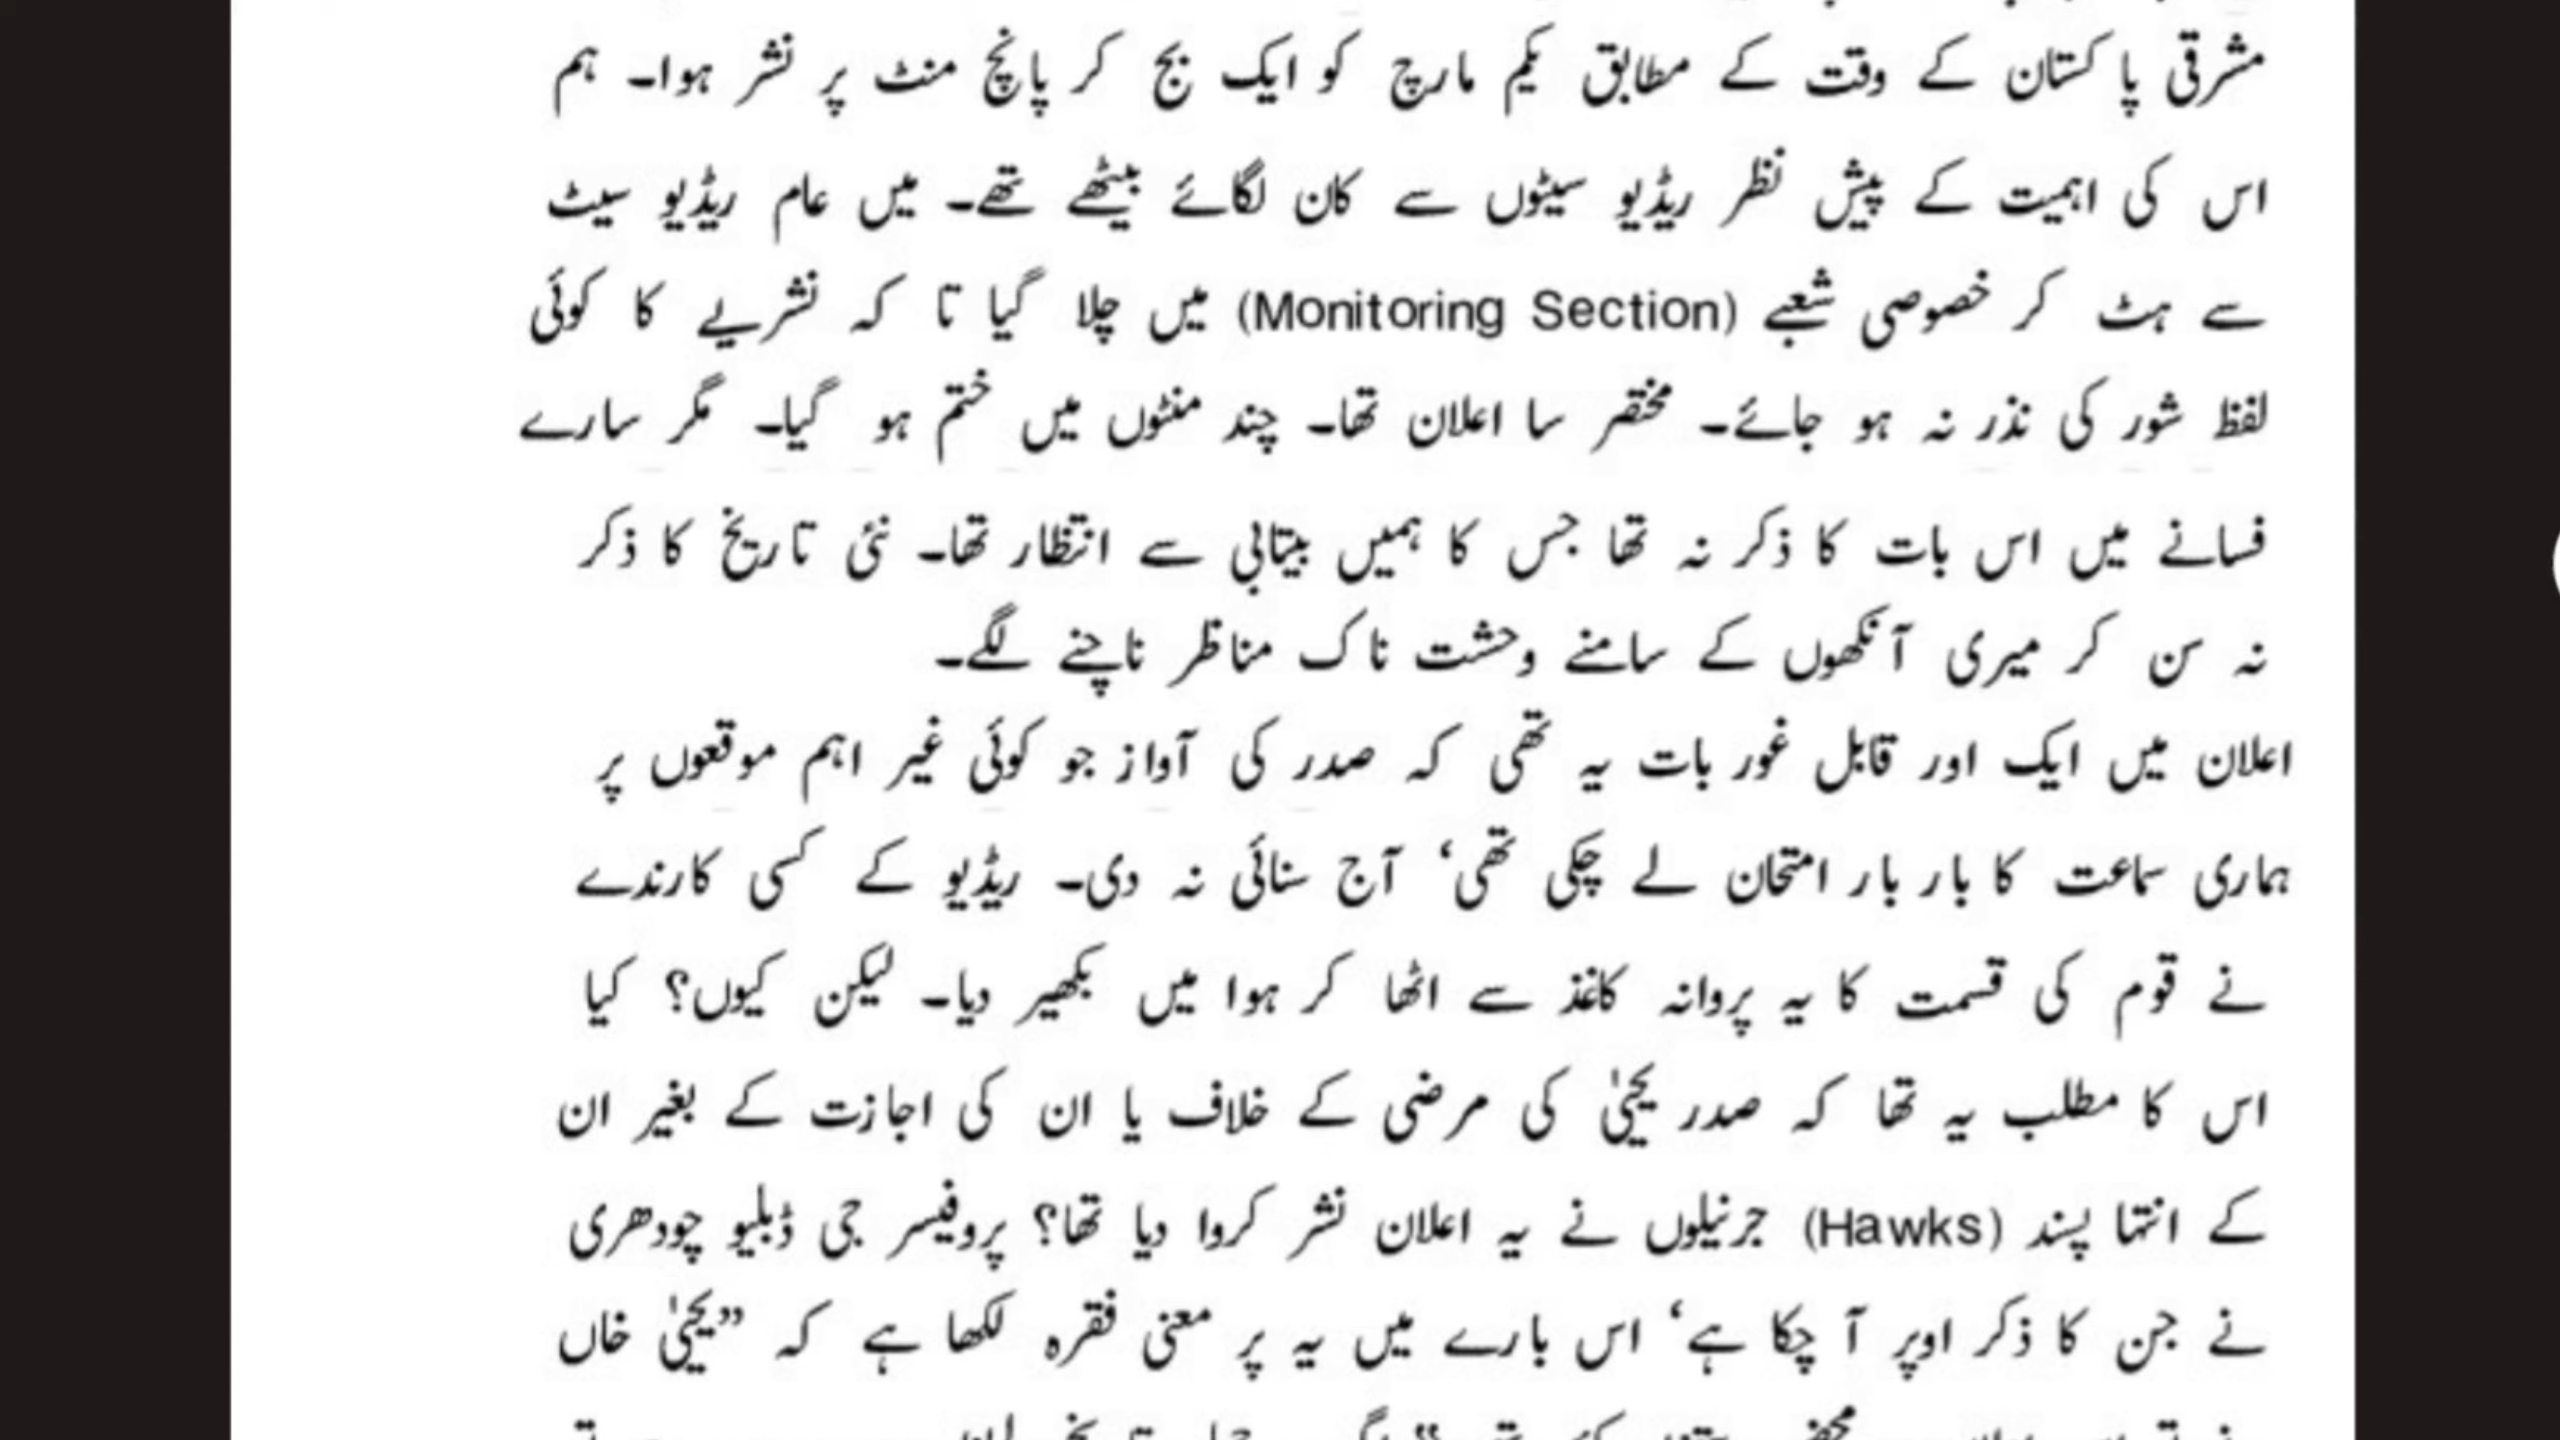 مشرقی پاکستان کے وقت کے مطابق یکم مارچ کو ایک بج کر پانچ منٹ پر نشر ہوا۔ ہم
اس کی اہمیت کے پیش نظر ریڈیو سیٹوں سے کان لگائے بیٹھے تھے۔ میں عام ریڈیو سیٹ
سے ہٹ کر خصوصی شعبے (Monitoring Section) میں چلا گیا تا کہ نشریے کا کوئی
لفظ شور کی نذر نہ ہو جائے۔ مختصر سا اعلان تھا۔ چند منٹوں میں ختم ہو گیا۔ مگر سارے
فسانے میں اس بات کا ذکر نہ تھا جس کا ہمیں بیتابی سے انتظار تھا۔ نئی تاریخ کا ذکر
نہ سن کر میری آنکھوں کے سامنے وحشت ناک مناظر ناچنے لگے۔
اعلان میں ایک اور قابل غور بات یہ تھی کہ صدر کی آواز جو کوئی غیر اہم موقعوں پر
ہماری سماعت کا بار بار امتحان لے چکی تھی‘ آج سنائی نہ دی۔ ریڈیو کے کسی کارندے
نے قوم کی قسمت کا یہ پروانہ کاغذ سے اٹھا کر ہوا میں بکھیر دیا۔ لیکن کیوں؟ کیا
اس کا مطلب یہ تھا کہ صدر یحییٰ کی مرضی کے خلاف یا ان کی اجازت کے بغیر ان
کے انتہا پسند (Hawks) جرنیلوں نے یہ اعلان نشر کروا دیا تھا؟ پروفیسر جی ڈبلیو چودھری
نے جن کا ذکر اوپر آ چکا ہے‘ اس بارے میں یہ پر معنی فقرہ لکھا ہے کہ ”یحییٰ خاں